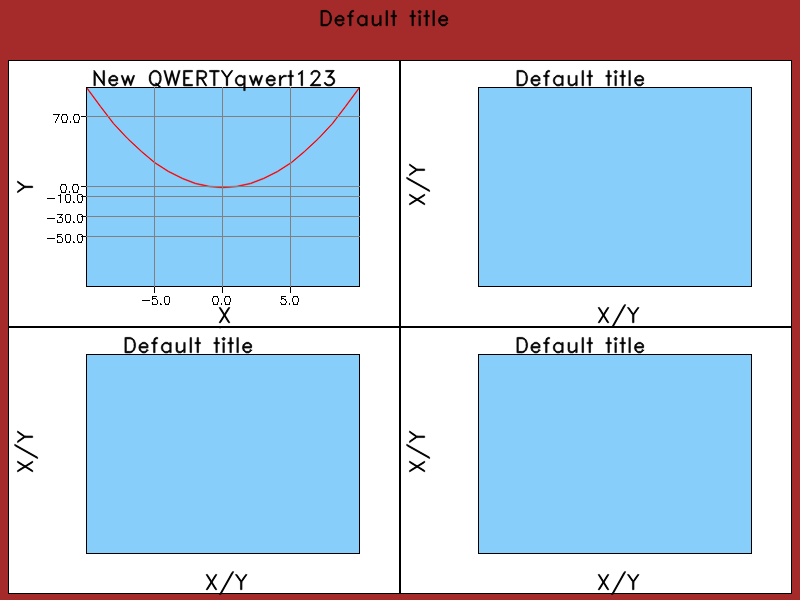 Default title
New QWERTYqwert123
70.0
Y
0.0
−10.0
−30.0
−50.0
−5.0 0.0 5.0
X
Default title
X/Y
X/Y
Default title
X/Y
X/Y
Default title
X/Y
X/Y